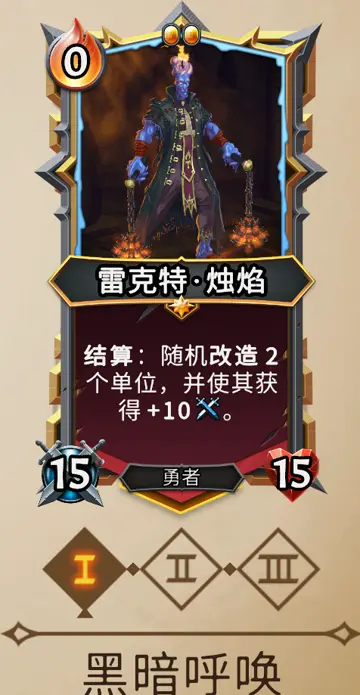 0
雷克特·烛焰
结算：随机改造 2
个单位，并使其获
得 +10 。
15
勇者
15
I
II
III
黑暗呼唤